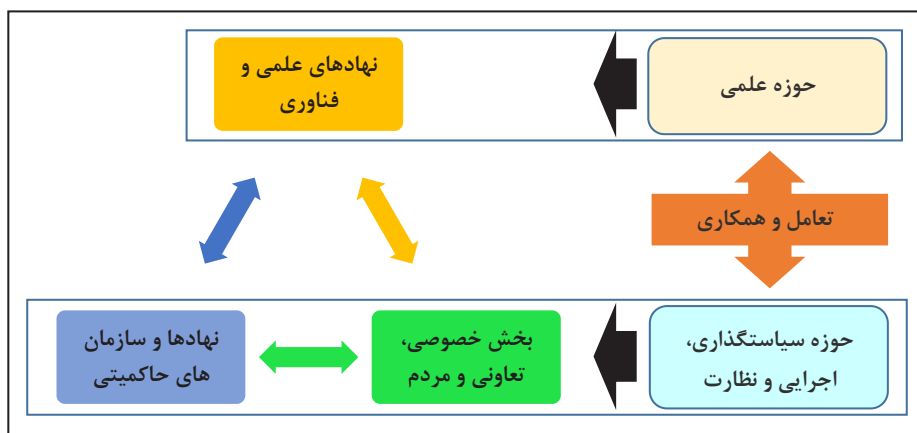 حوزه علمی
نهادهای علمی و
فناوری
تعامل و همکاری
حوزه سیاستگذاری،
اجرایی و نظارت
بخش خصوصی،
تعاونی و مردم
نهادها و سازمان
های حاکمیتی